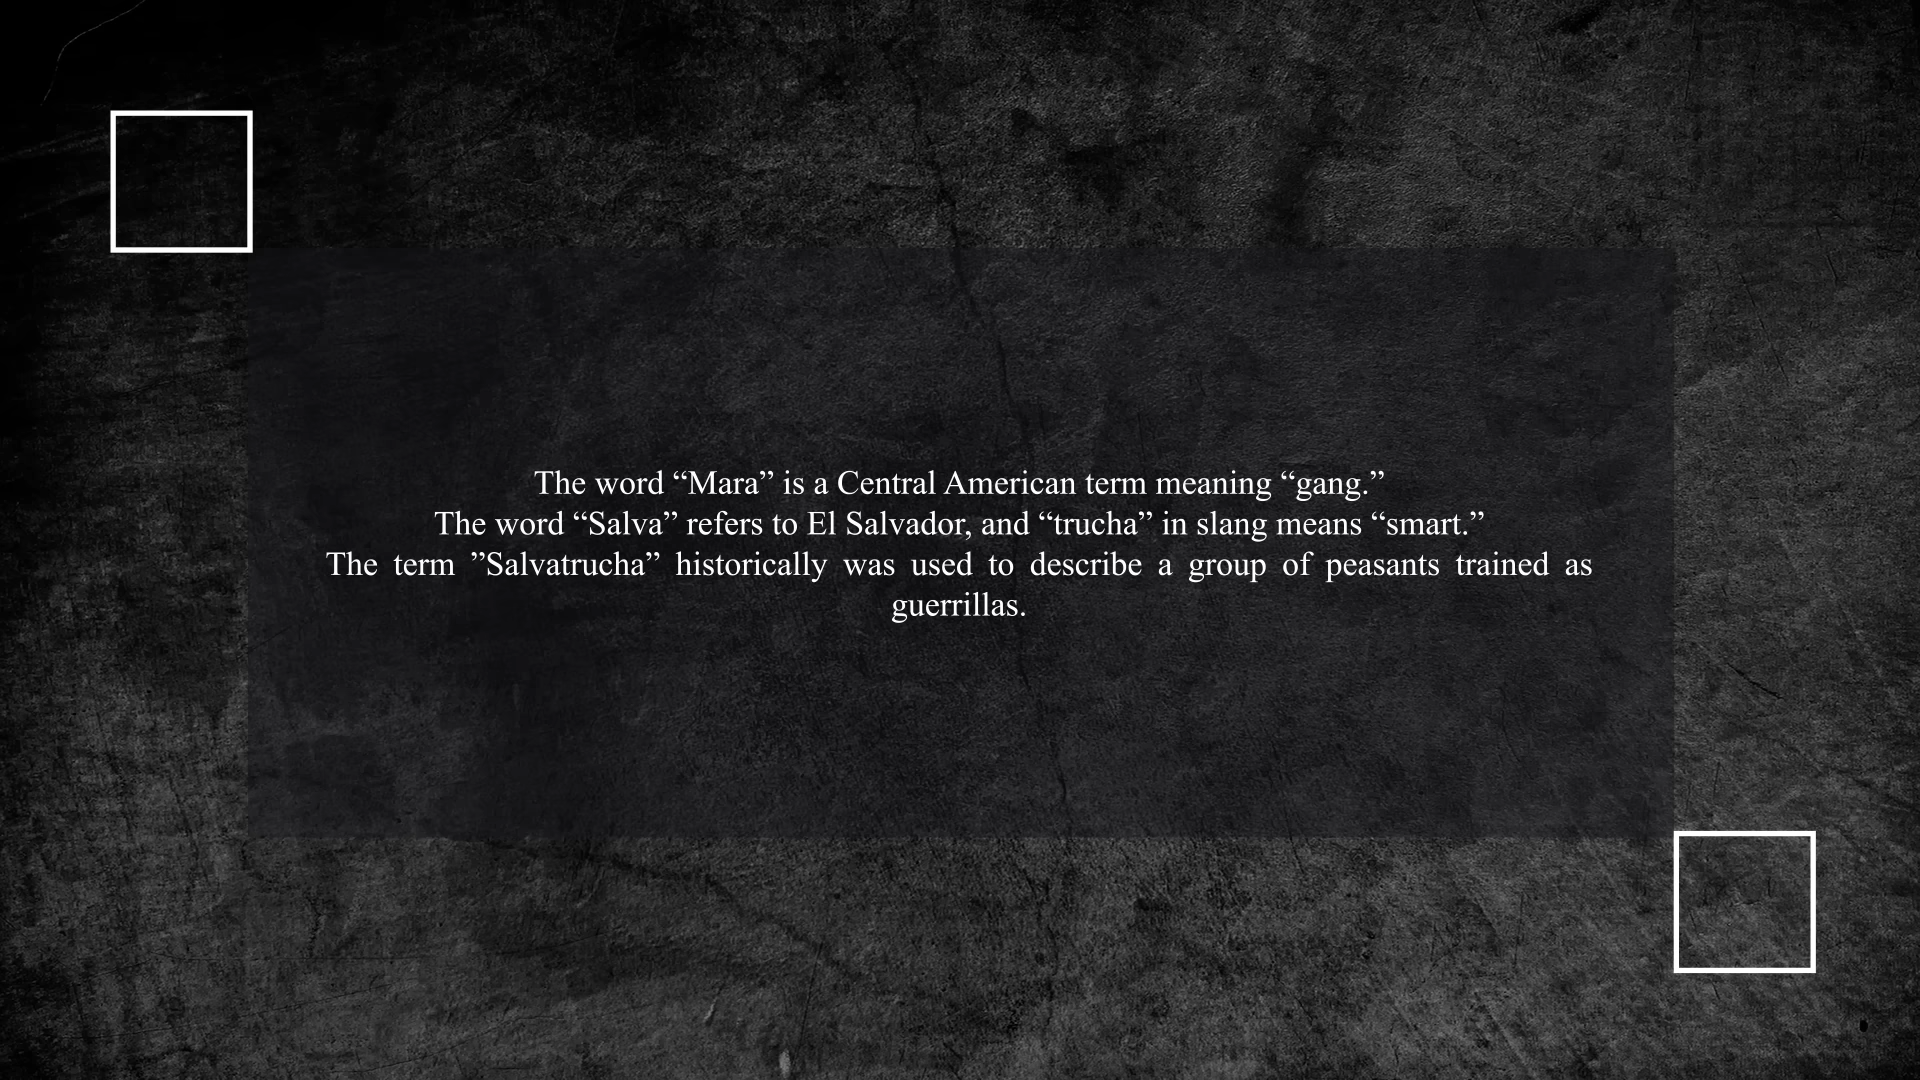 The word “Mara” is a Central American term meaning “gang.”
The word “Salva” refers to El Salvador, and “trucha” in slang means “smart.”
The term ”Salvatrucha” historically was used to describe a group of peasants trained as
guerrillas.